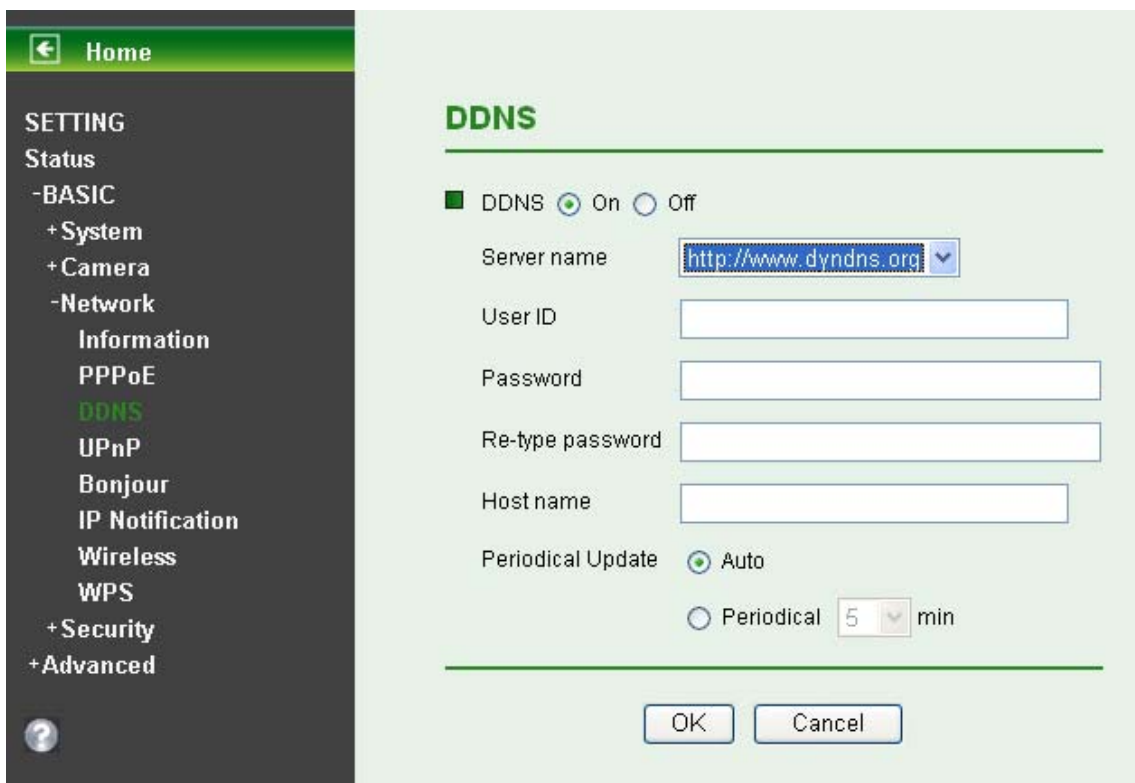 Home
SETTING
Status
-BASIC
+System
+Camera
-Network
Information
PPPoE
DDNS
UPnP
Bonjour
IP Notification
Wireless
WPS
+Security
+Advanced
?
DDNS
DDNS On Off
Server name http://www.dyndns.org
User ID
Password
Re-type password
Host name
Periodical Update Auto
Periodical 5 min
OK Cancel